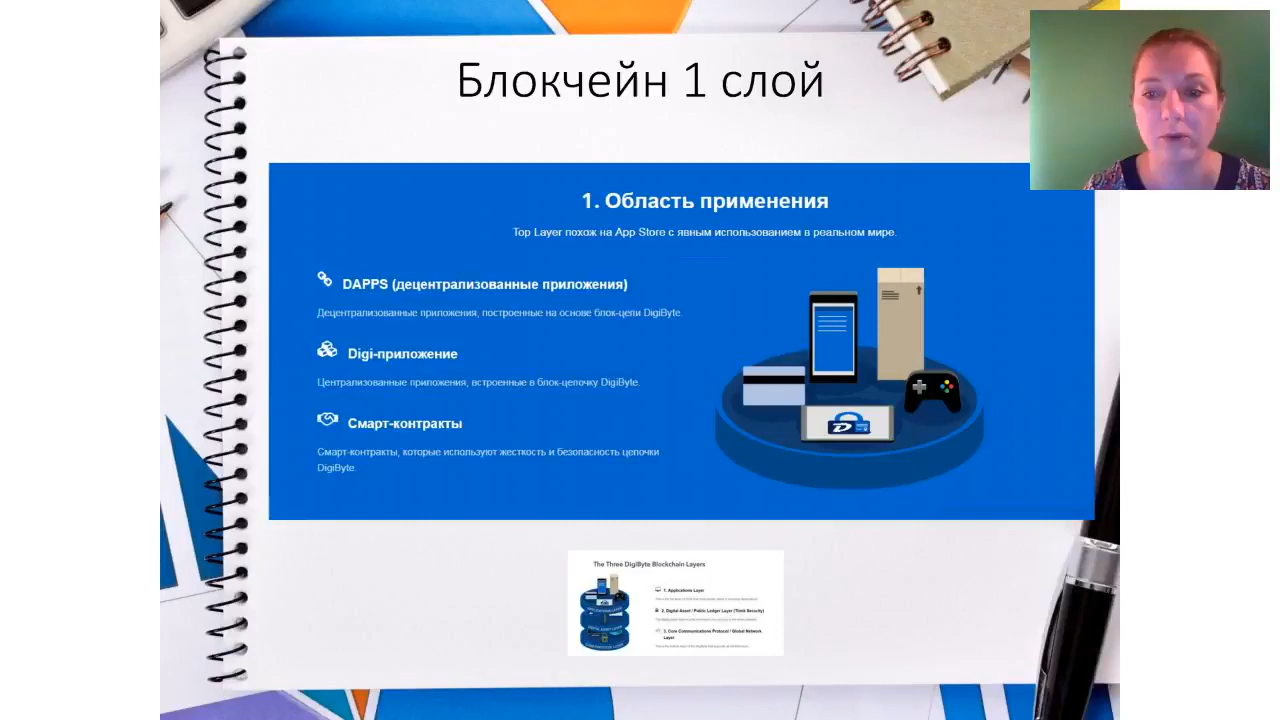 Блокчейн 1 слой
1. Область применения
Top Layer похож на App Store с явным использованием в реальном мире.
DAPPS (децентрализованные приложения)
Децентрализованные приложения, построенные на основе блок-цепи DigiByte.
Digi-приложение
Централизованные приложения, встроенные в блок-цепочку DigiByte.
Смарт-контракты
Смарт-контракты, которые используют жесткость и безопасность цепочки
DigiByte.
The Three DigiByte Blockchain Layers
1. Applications Layer
2. Digital Asset / Public Ledger Layer (Think Security)
3. Core Communications Protocol / Global Network
Layer